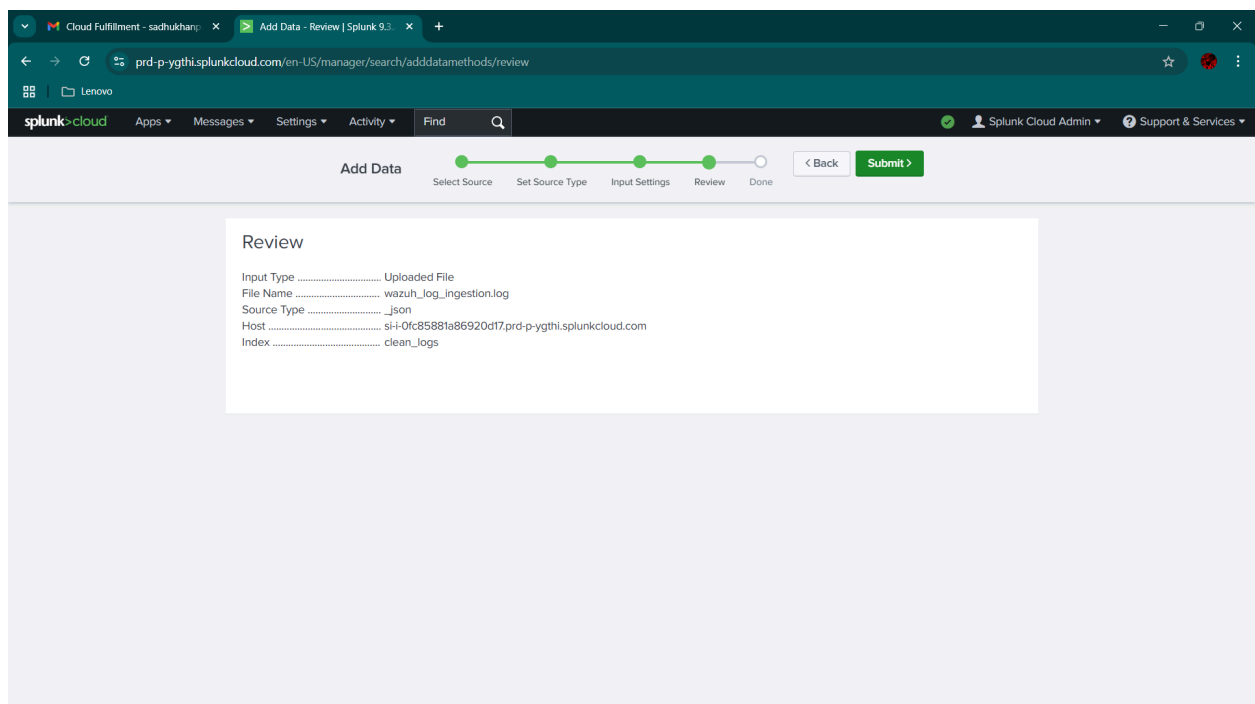 Cloud Fulfillment - sadhukhanp
Add Data - Review | Splunk 9.3.
prd-p-ygthi.splunkcloud.com/en-US/manager/search/adddatamethods/review
Lenovo
splunk>cloud Apps Messages Settings Activity Find Splunk Cloud Admin Support & Services
Add Data Select Source Set Source Type Input Settings Review Done < Back Submit >
Review
Input Type ................................ Uploaded File
File Name ................................ wazuh_log_ingestion.log
Source Type ............................ _json
Host ........................................... si-i-0fc85881a86920d17.prd-p-ygthi.splunkcloud.com
Index ......................................... clean_logs